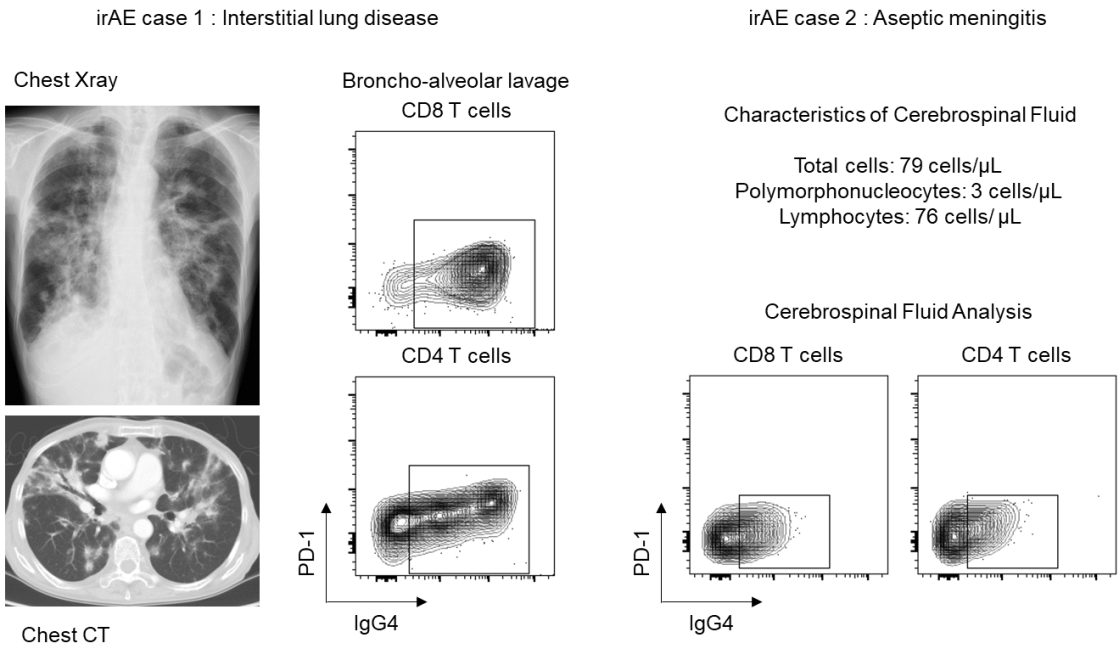 irAE case 1 : Interstitial lung disease
Chest Xray
Broncho-alveolar lavage
CD8 T cells
CD4 T cells
PD-1
IgG4
Chest CT
irAE case 2 : Aseptic meningitis
Characteristics of Cerebrospinal Fluid
Total cells: 79 cells/µL
Polymorphonucleocytes: 3 cells/µL
Lymphocytes: 76 cells/ µL
Cerebrospinal Fluid Analysis
CD8 T cells
CD4 T cells
PD-1
IgG4